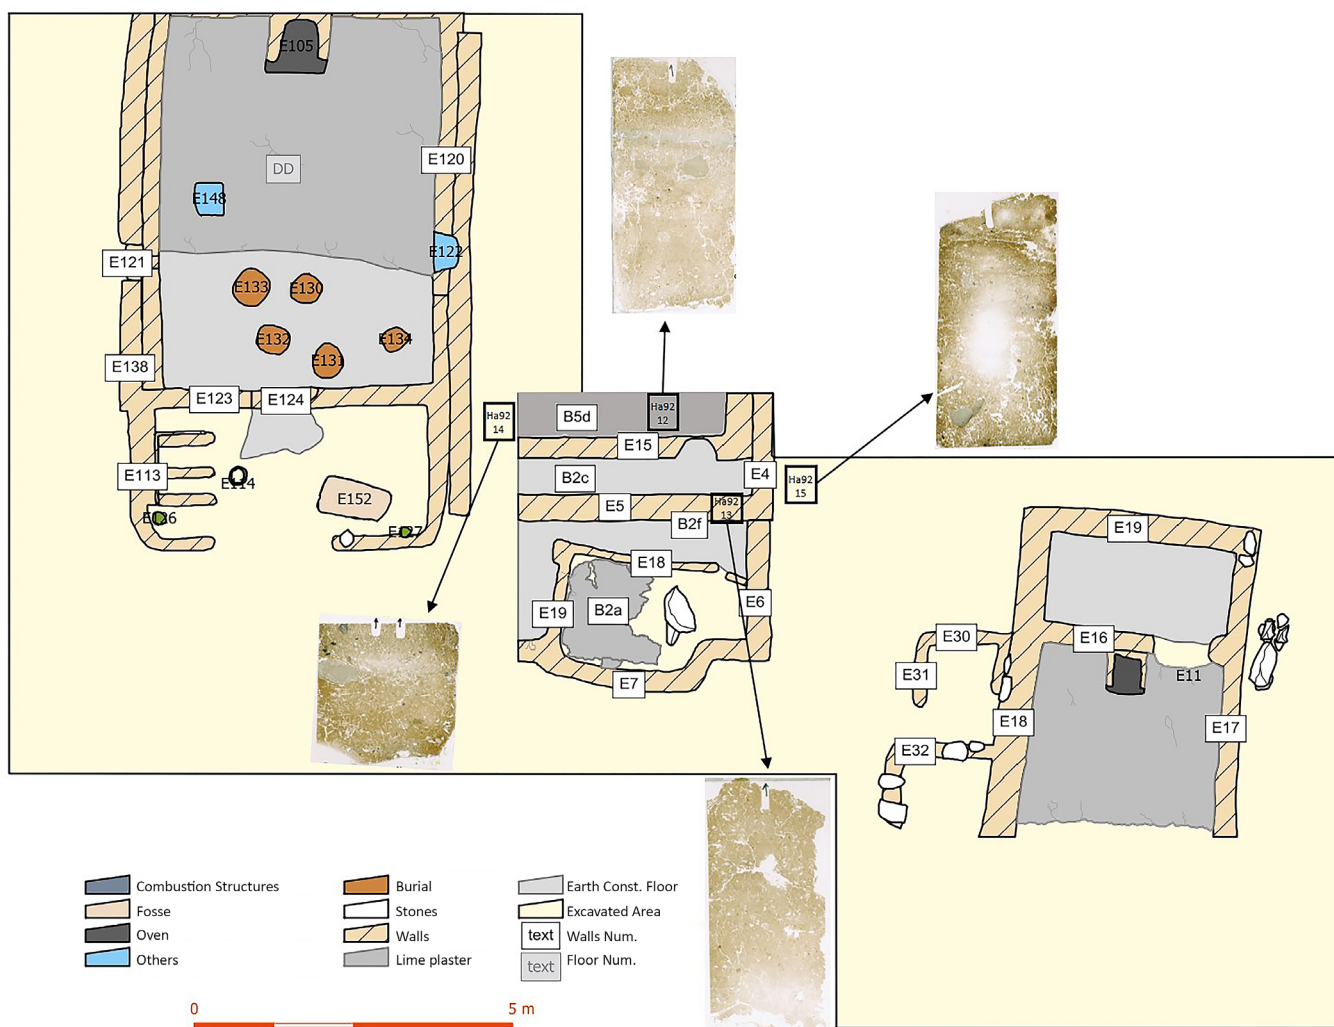 E105
DD
E120
E148
E122
E121
E133
E130
E132
E131
E134
E138
E123
E124
E113
E114
E152
E126
E127
Ha92
14
B5d
Ha92
12
E15
B2c
E4
E5
Ha92
13
B2f
E18
E19
B2a
E6
E7
Ha92
15
E19
E30
E16
E31
E11
E18
E17
E32
Combustion Structures
Fosse
Oven
Others
Burial
Stones
Walls
Lime plaster
Earth Const. Floor
Excavated Area
text Walls Num.
text Floor Num.
0 5 m